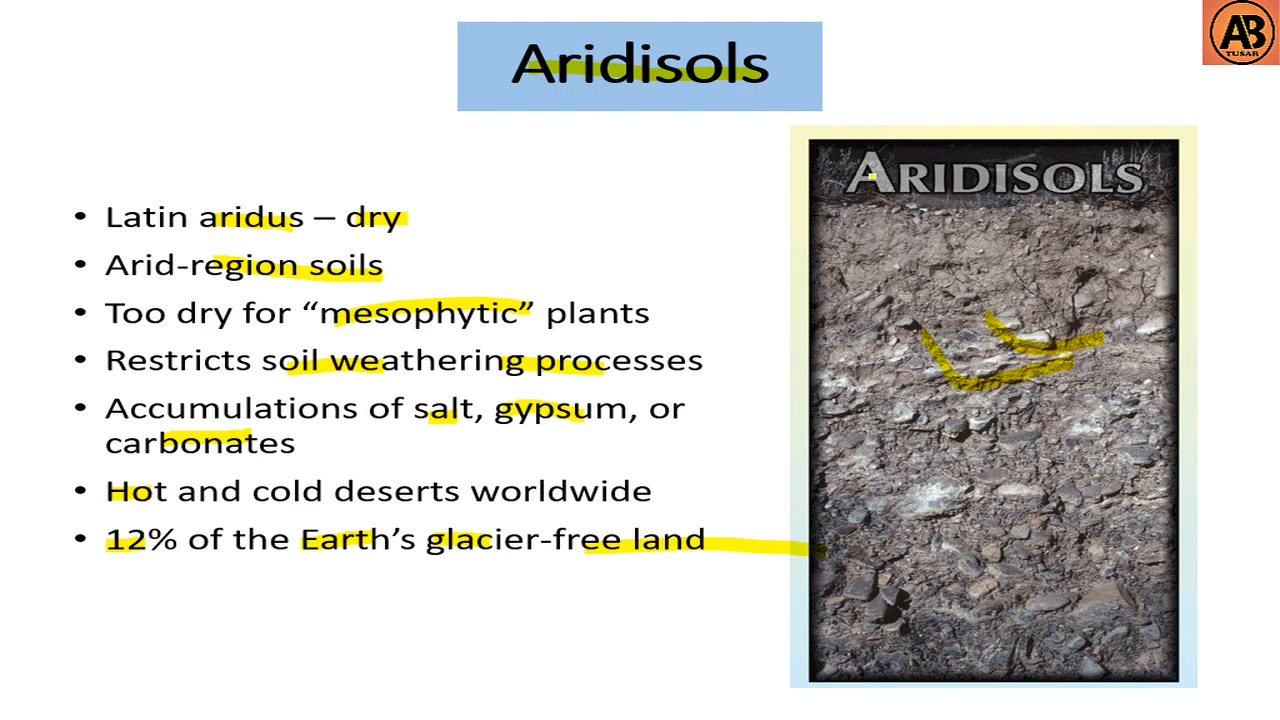 Aridisols
AB
TUSAR
ARIDISOLS
• Latin aridus – dry
• Arid-region soils
• Too dry for “mesophytic” plants
• Restricts soil weathering processes
• Accumulations of salt, gypsum, or
carbonates
• Hot and cold deserts worldwide
• 12% of the Earth’s glacier-free land